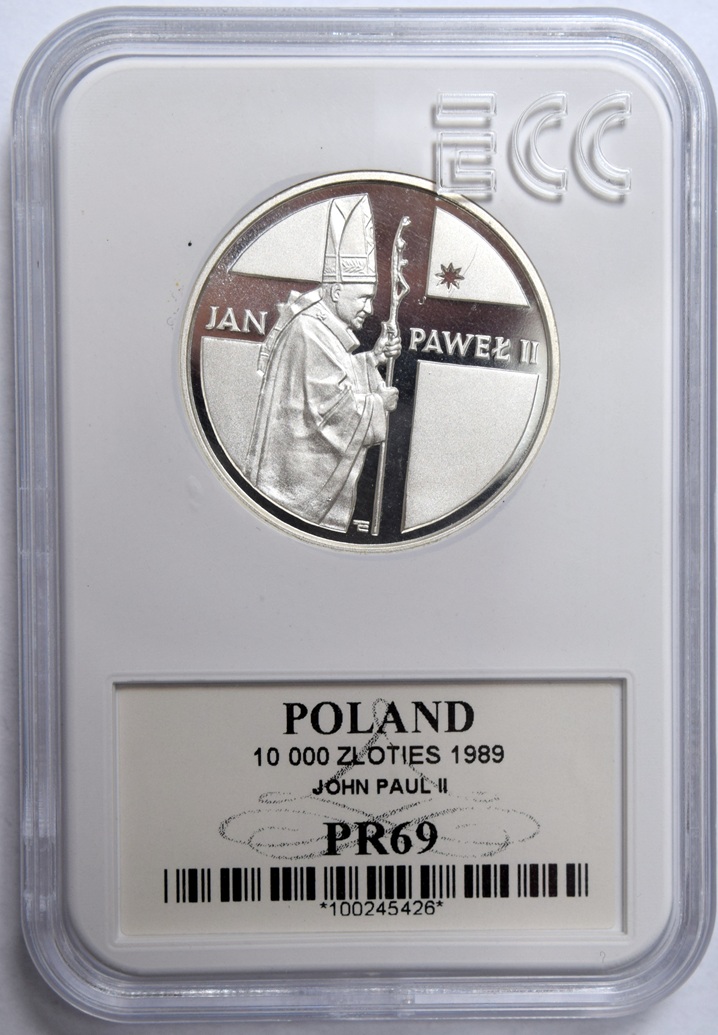 ECC
JAN PAWEŁ II
POLAND
10 000 ZLOTIES 1989
JOHN PAUL II
PR69
*100245426*